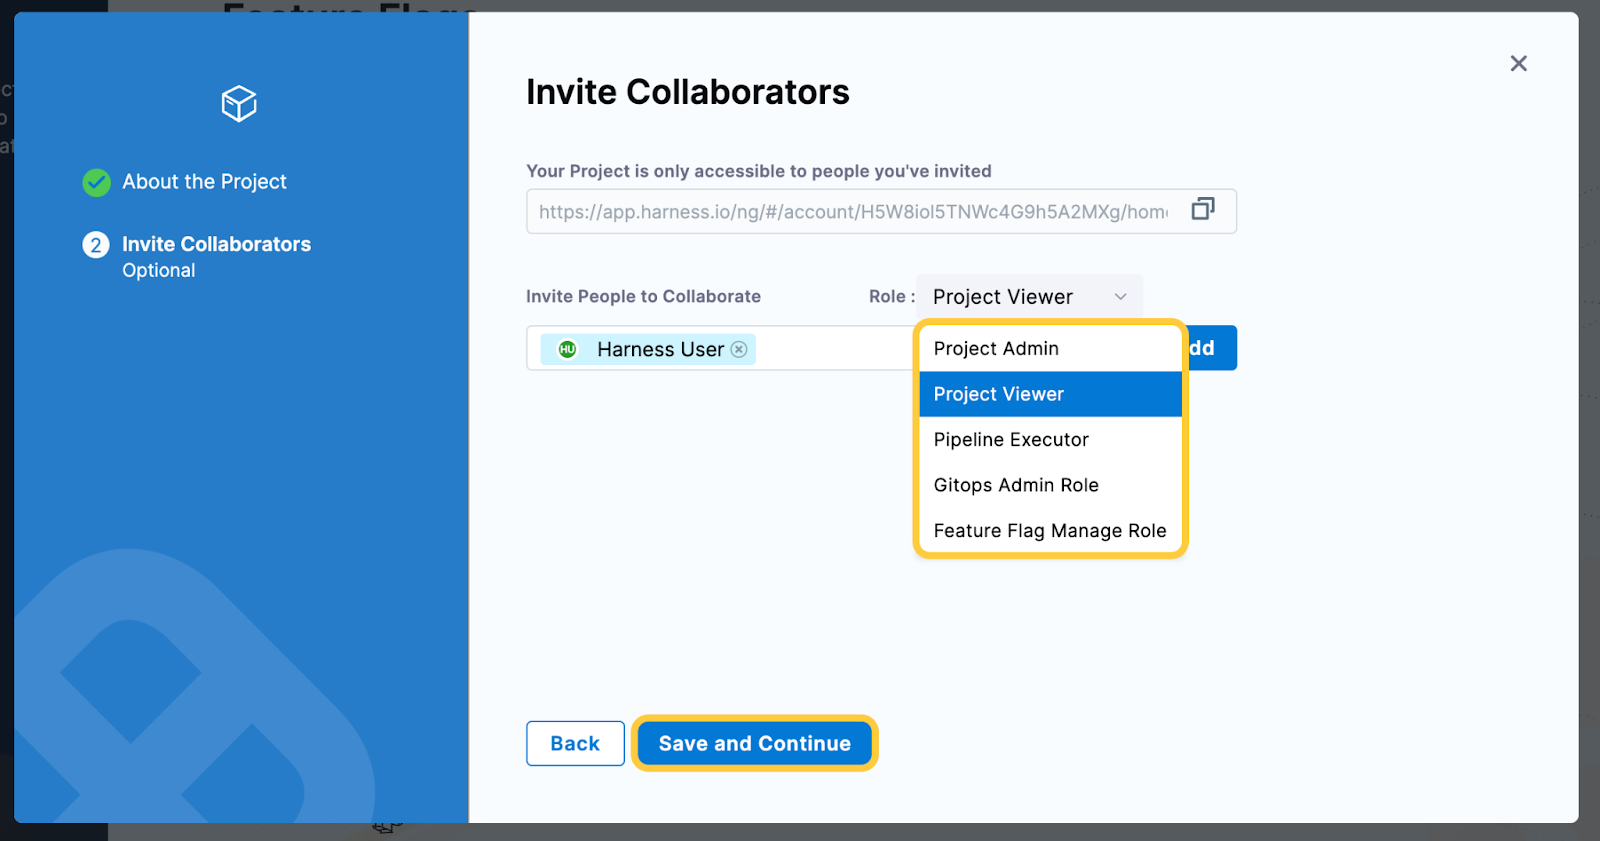 Feature Flags
About the Project
2 Invite Collaborators
Optional
Invite Collaborators
Your Project is only accessible to people you've invited
https://app.harness.io/ng/#/account/H5W8iol5TNWc4G9h5A2MXg/hom
Invite People to Collaborate
Role : Project Viewer
HU Harness User
Project Admin
Project Viewer
Pipeline Executor
Gitops Admin Role
Feature Flag Manage Role
Back
Save and Continue